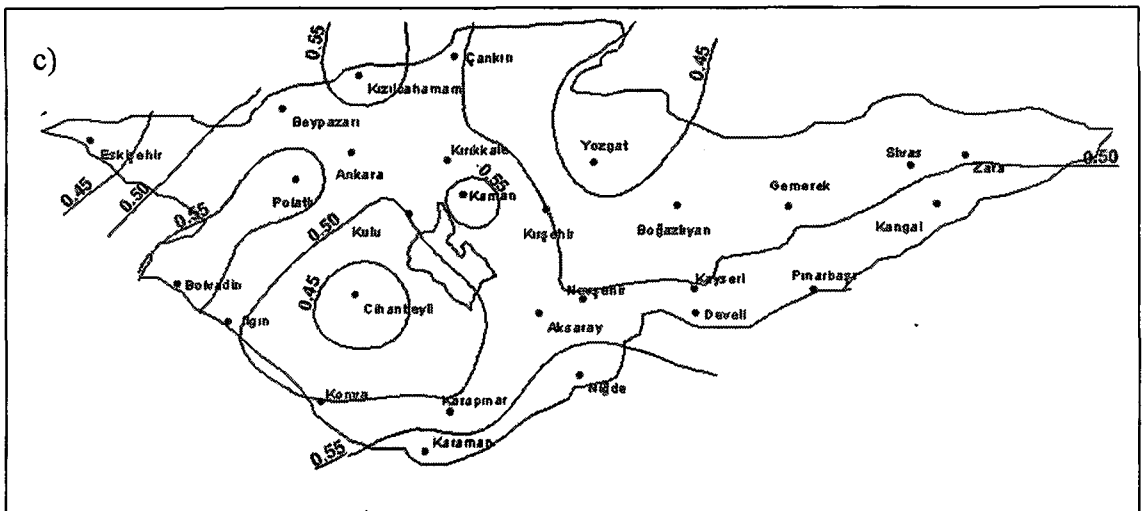 c)
0.55
Çankırı
0.45
Kızılcahamam
Beypazarı
Eskişehir
Kırıkkale
Yozgat
Sivas
Zara
0.50
Ankara
0.55
Kaman
Gemerek
0.45
0.50
Polatlı
0.55
0.50
Kulu
Kırşehir
Boğazlıyan
Kangal
Bolvadin
0.45
Cihanbeyli
Nevşehir
Kayseri
Pınarbaşı
Ilgın
Aksaray
Develi
Konya
Karapınar
Niğde
0.55
Karaman